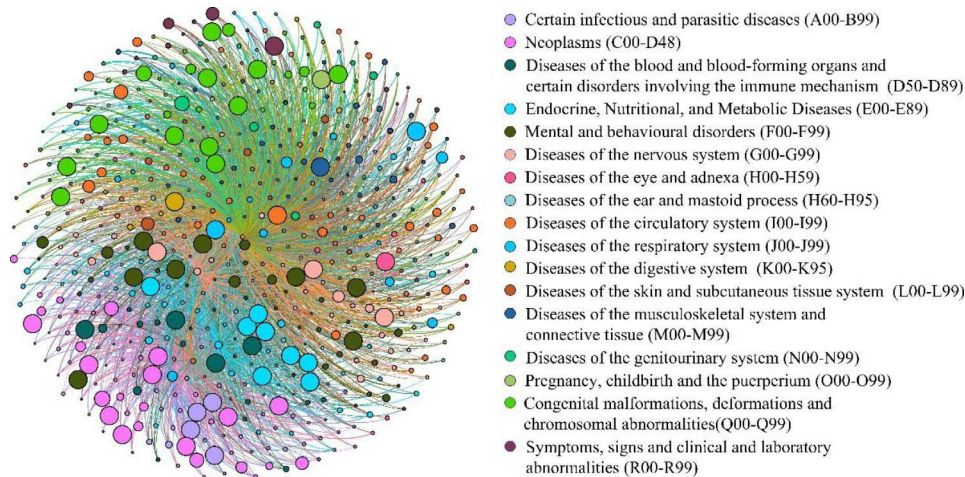 Certain infectious and parasitic diseases (A00-B99)
Neoplasms (C00-D48)
Diseases of the blood and blood-forming organs and
certain disorders involving the immune mechanism (D50-D89)
Endocrine, Nutritional, and Metabolic Diseases (E00-E89)
Mental and behavioural disorders (F00-F99)
Diseases of the nervous system (G00-G99)
Diseases of the eye and adnexa (H00-H59)
Diseases of the ear and mastoid process (H60-H95)
Diseases of the circulatory system (I00-I99)
Diseases of the respiratory system (J00-J99)
Diseases of the digestive system (K00-K95)
Diseases of the skin and subcutaneous tissue system (L00-L99)
Diseases of the musculoskeletal system and
connective tissue (M00-M99)
Diseases of the genitourinary system (N00-N99)
Pregnancy, childbirth and the puerperium (O00-O99)
Congenital malformations, deformations and
chromosomal abnormalities(Q00-Q99)
Symptoms, signs and clinical and laboratory
abnormalities (R00-R99)